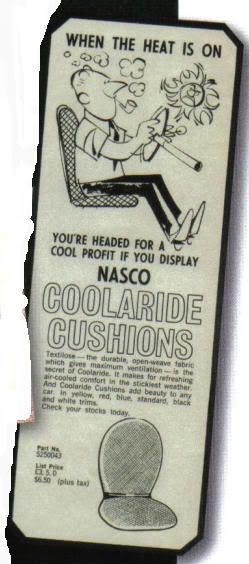 WHEN THE HEAT IS ON
YOU'RE HEADED FOR A
COOL PROFIT IF YOU DISPLAY
NASCO
COOLARIDE
CUSHIONS
Textilose — the durable, open-weave fabric
which gives maximum ventilation — is the
secret of Coolaride. It makes for refreshing
air-cooled comfort in the stickiest weather.
And Coolaride Cushions add beauty to any
car. In yellow, red, blue, standard, black
and white trims.
Check your stocks today.
Part No.
S250043
List Price
£3. 5. 0
$6.50 (plus tax)